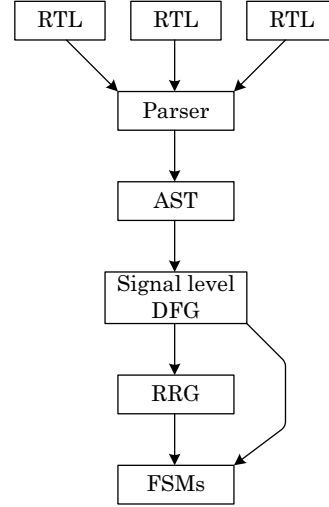 RTL
RTL
RTL
Parser
AST
Signal level
DFG
RRG
FSMs